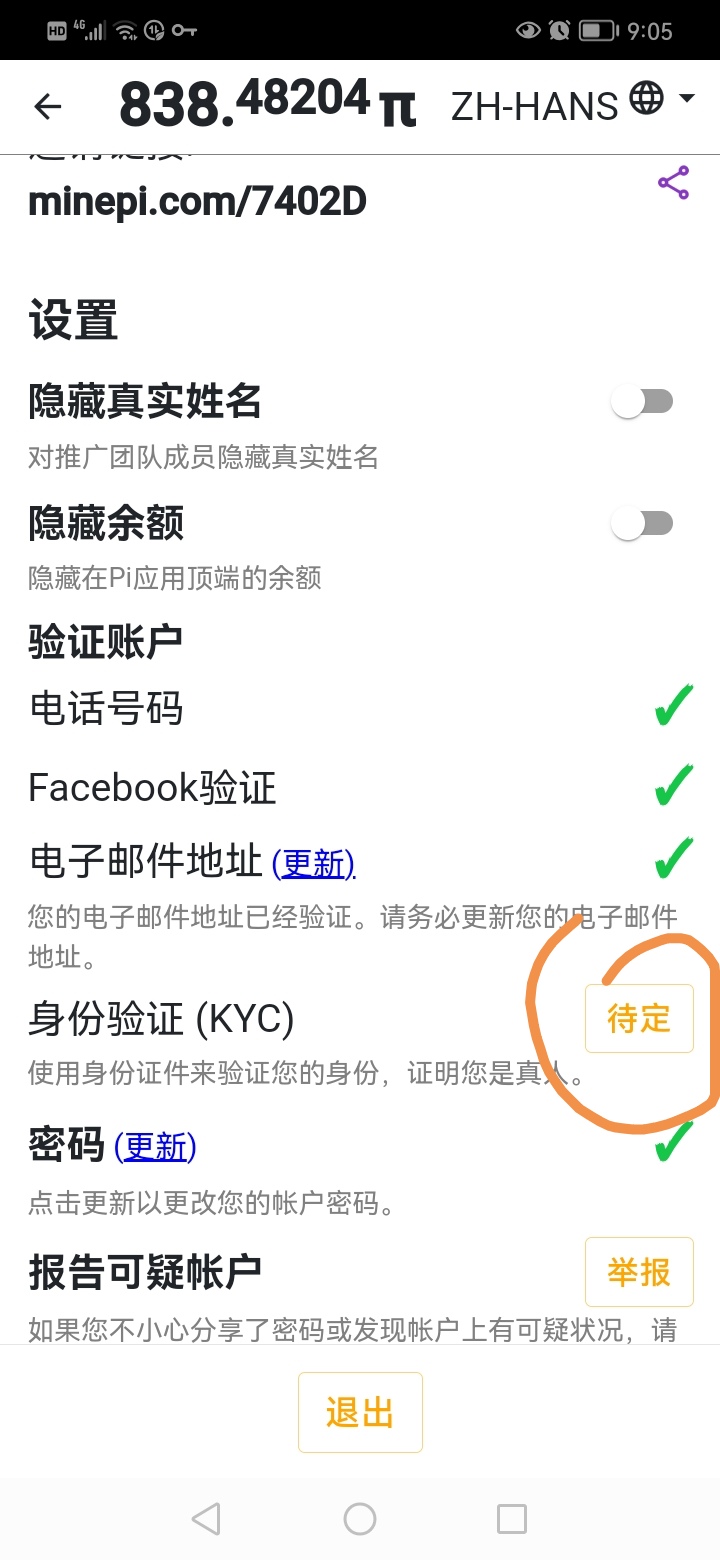 HD 4G 9:05
838.48204 π ZH-HANS
minepi.com/7402D
设置
隐藏真实姓名
对推广团队成员隐藏真实姓名
隐藏余额
隐藏在Pi应用顶端的余额
验证账户
电话号码
Facebook验证
电子邮件地址 (更新)
您的电子邮件地址已经验证。请务必更新您的电子邮件
地址。
身份验证 (KYC) 待定
使用身份证件来验证您的身份，证明您是真人。
密码 (更新)
点击更新以更改您的帐户密码。
报告可疑帐户 举报
如果您不小心分享了密码或发现帐户上有可疑状况，请
退出